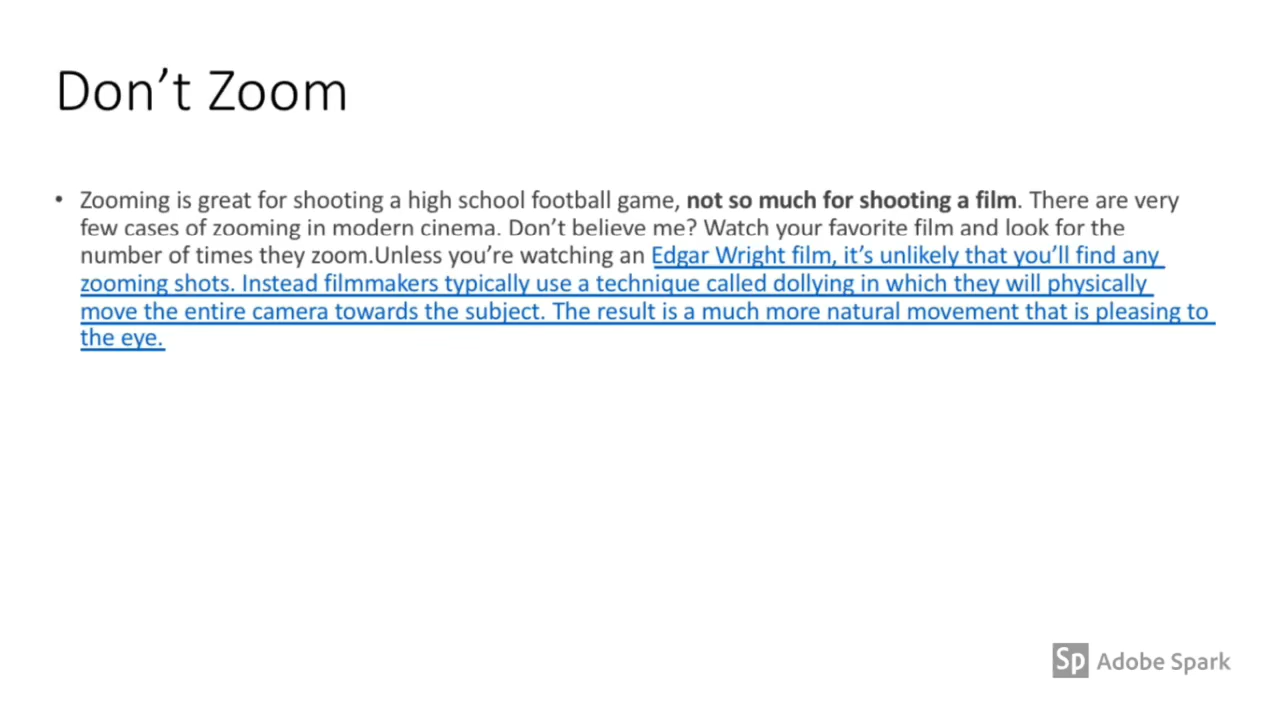 Don’t Zoom
• Zooming is great for shooting a high school football game, not so much for shooting a film. There are very
few cases of zooming in modern cinema. Don’t believe me? Watch your favorite film and look for the
number of times they zoom.Unless you’re watching an Edgar Wright film, it’s unlikely that you’ll find any
zooming shots. Instead filmmakers typically use a technique called dollying in which they will physically
move the entire camera towards the subject. The result is a much more natural movement that is pleasing to
the eye.
Sp Adobe Spark